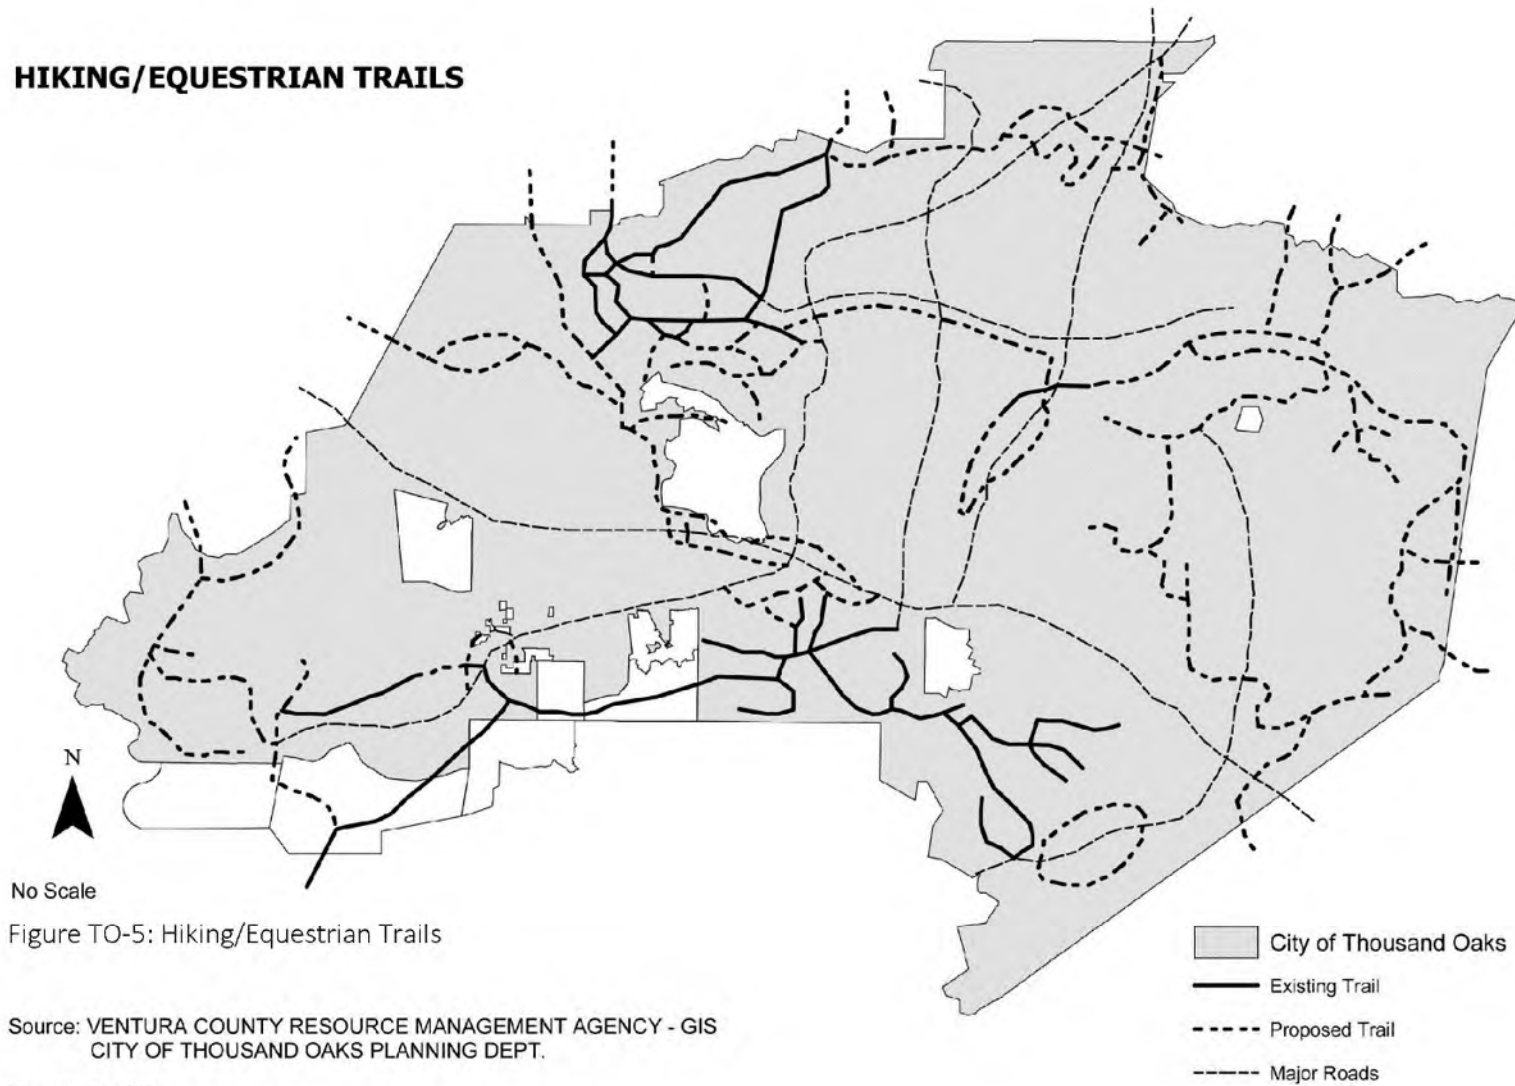 HIKING/EQUESTRIAN TRAILS
N
No Scale
Figure TO-5: Hiking/Equestrian Trails
City of Thousand Oaks
Existing Trail
Proposed Trail
Major Roads
Source: VENTURA COUNTY RESOURCE MANAGEMENT AGENCY - GIS
CITY OF THOUSAND OAKS PLANNING DEPT.